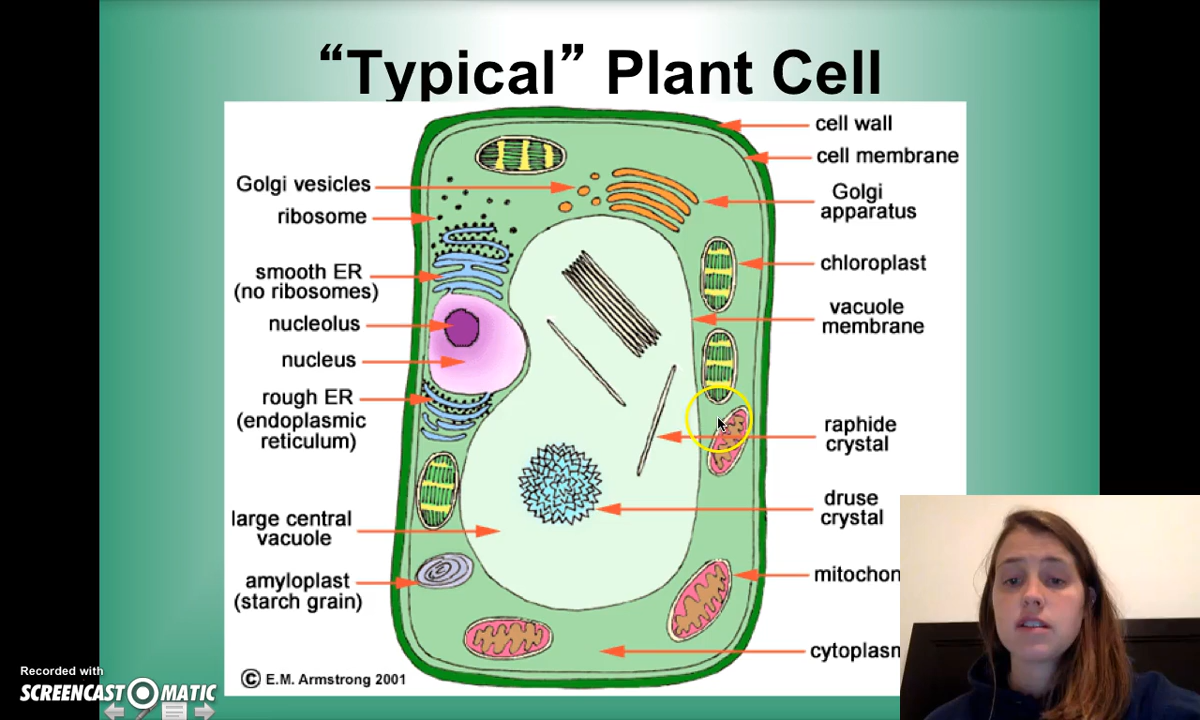 “Typical” Plant Cell
cell wall
cell membrane
Golgi vesicles
Golgi
apparatus
ribosome
chloroplast
smooth ER
(no ribosomes)
vacuole
membrane
nucleolus
nucleus
rough ER
(endoplasmic
reticulum)
raphide
crystal
druse
crystal
large central
vacuole
mitochon
amyloplast
(starch grain)
cytoplasm
© E.M. Armstrong 2001
Recorded with
SCREENCAST O MATIC